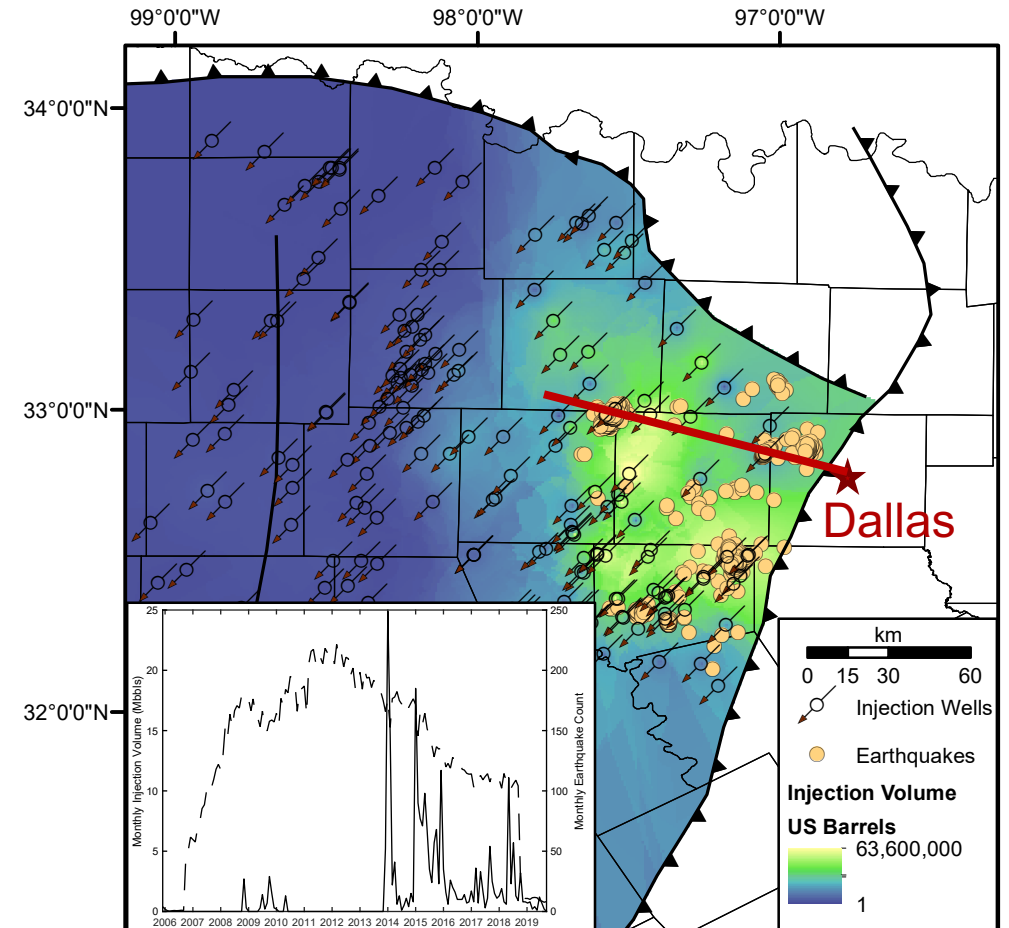 99°0'0"W 98°0'0"W 97°0'0"W
34°0'0"N
33°0'0"N
32°0'0"N
Dallas
km
0 15 30 60
Injection Wells
Earthquakes
Injection Volume
US Barrels
63,600,000
1
Monthly Injection Volume (Mbbls)
25
20
15
10
5
0
250
200
150
100
50
0
Monthly Earthquake Count
2006 2007 2008 2009 2010 2011 2012 2013 2014 2015 2016 2017 2018 2019